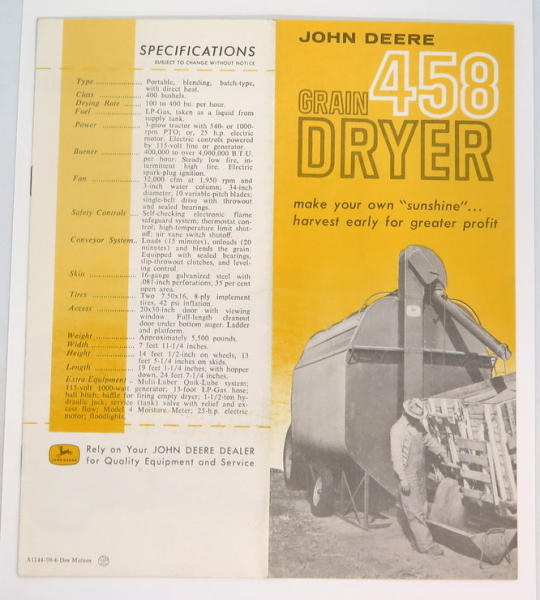 SPECIFICATIONS
SUBJECT TO CHANGE WITHOUT NOTICE
Type ................ Portable, blending, batch-type,
with direct heat.
Class ................ 400 bushels.
Drying Rate ....... 100 to 400 bu. per hour.
Fuel ................ LP-Gas, taken as a liquid from
supply tank.
Power ............... 3-plow tractor with 540- or 1000-
rpm PTO; or, 25 h.p. electric
motor. Electric controls powered
by 115-volt line or generator.
Burner .............. 400,000 to over 4,000,000 B.T.U.
per hour. Steady low fire, in-
termittent high fire. Electric
spark-plug ignition.
Fan ................. 32,000 cfm at 1,950 rpm and
3-inch water column; 34-inch
diameter; 10 variable-pitch blades;
single-belt drive with throwout
and sealed bearings.
Safety Controls .... Self-checking electronic flame
safeguard system; thermostat con-
trol; high-temperature limit shut-
off; air vane switch shutoff.
Conveyor System.. Loads (15 minutes), unloads (20
minutes) and blends the grain.
Equipped with sealed bearings,
slip-throwout clutches, and level-
ing control.
Skin ................ 16-gauge galvanized steel with
.081-inch perforations; 35 per cent
open area.
Tires ............... Two 7.50x16, 8-ply implement
tires, 42 psi inflation.
Access .............. 20x30-inch door with viewing
window. Full-length cleanout
door under bottom auger. Ladder
and platform.
Weight .............. Approximately 5,500 pounds.
Width ............... 7 feet 11-1/4 inches.
Height .............. 14 feet 1/2-inch on wheels, 13
feet 5-1/4 inches on skids.
Length .............. 19 feet 1-1/4 inches; with hopper
down, 24 feet 7-1/4 inches.
Extra Equipment – Multi-Luber Quik-Lube system;
115-volt 1000-watt generator; 13-foot LP-Gas hose;
ball hitch; baffle for firing empty dryer; 1-1/2-ton hy-
draulic jack; service (tank) valve with relief and ex-
cess flow; Model 4 Moisture Meter; 25-h.p. electric
motor; floodlights.
JOHN DEERE
Rely on Your JOHN DEERE DEALER
for Quality Equipment and Service
A1144-59-6-Des Moines
JOHN DEERE
458
GRAIN
DRYER
make your own "sunshine"...
harvest early for greater profit